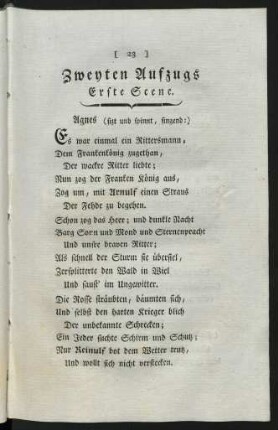 [ 23 ]
Zweyten Aufzugs
Erste Scene.
Agnes (sizt und spinnt, singend:)
Es war einmal ein Rittersmann,
Dem Frankenkönig zugethan,
Der wacker Ritter liebte;
Nun zog der Franken König aus,
Zog um, mit Arnulf einen Straus
Der Fehde zu begehen.
Schon zog das Heer; und dunkle Nacht
Barg Sonn und Mond und Sternenpracht
Und unsre braven Ritter;
Als schnell der Sturm sie überfel,
Zersplitterte den Wald in Viel
Und saust' im Ungewitter.
Die Rosse sträubten, bäumten sich,
Und selbst den harten Krieger blich
Der unbekannte Schrecken;
Ein Jeder suchte Schirm und Schutz;
Nur Reinulf bot dem Wetter trutz,
Und wollt sich nicht verstecken.